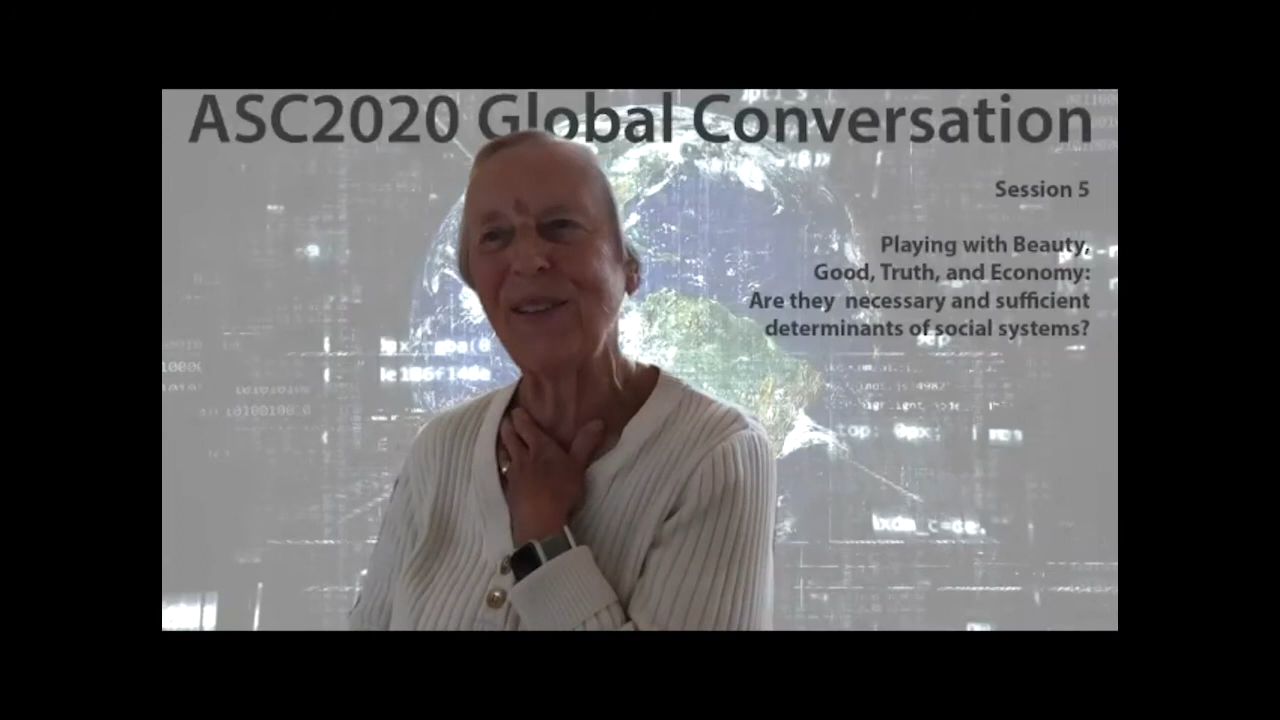 ASC2020 Global Conversation
Session 5
Playing with Beauty,
Good, Truth, and Economy:
Are they necessary and sufficient
determinants of social systems?